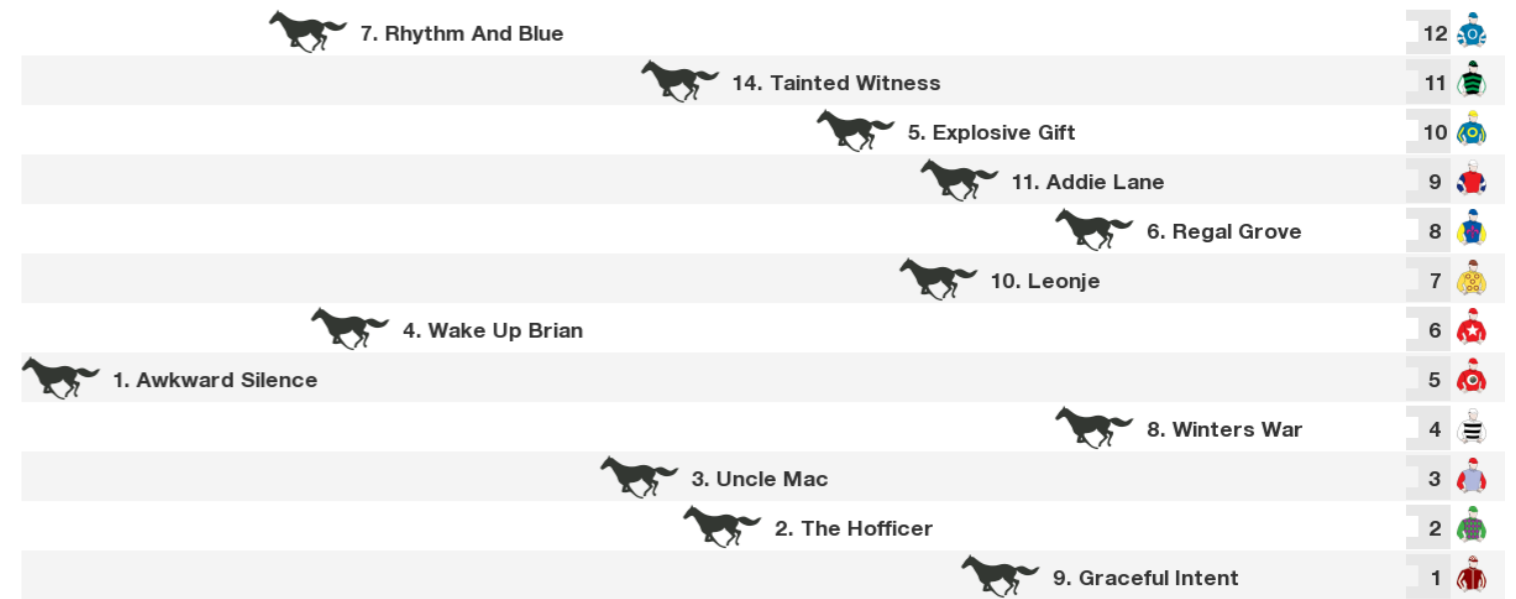 7. Rhythm And Blue 12
14. Tainted Witness 11
5. Explosive Gift 10
11. Addie Lane 9
6. Regal Grove 8
10. Leonje 7
4. Wake Up Brian 6
1. Awkward Silence 5
8. Winters War 4
3. Uncle Mac 3
2. The Hofficer 2
9. Graceful Intent 1